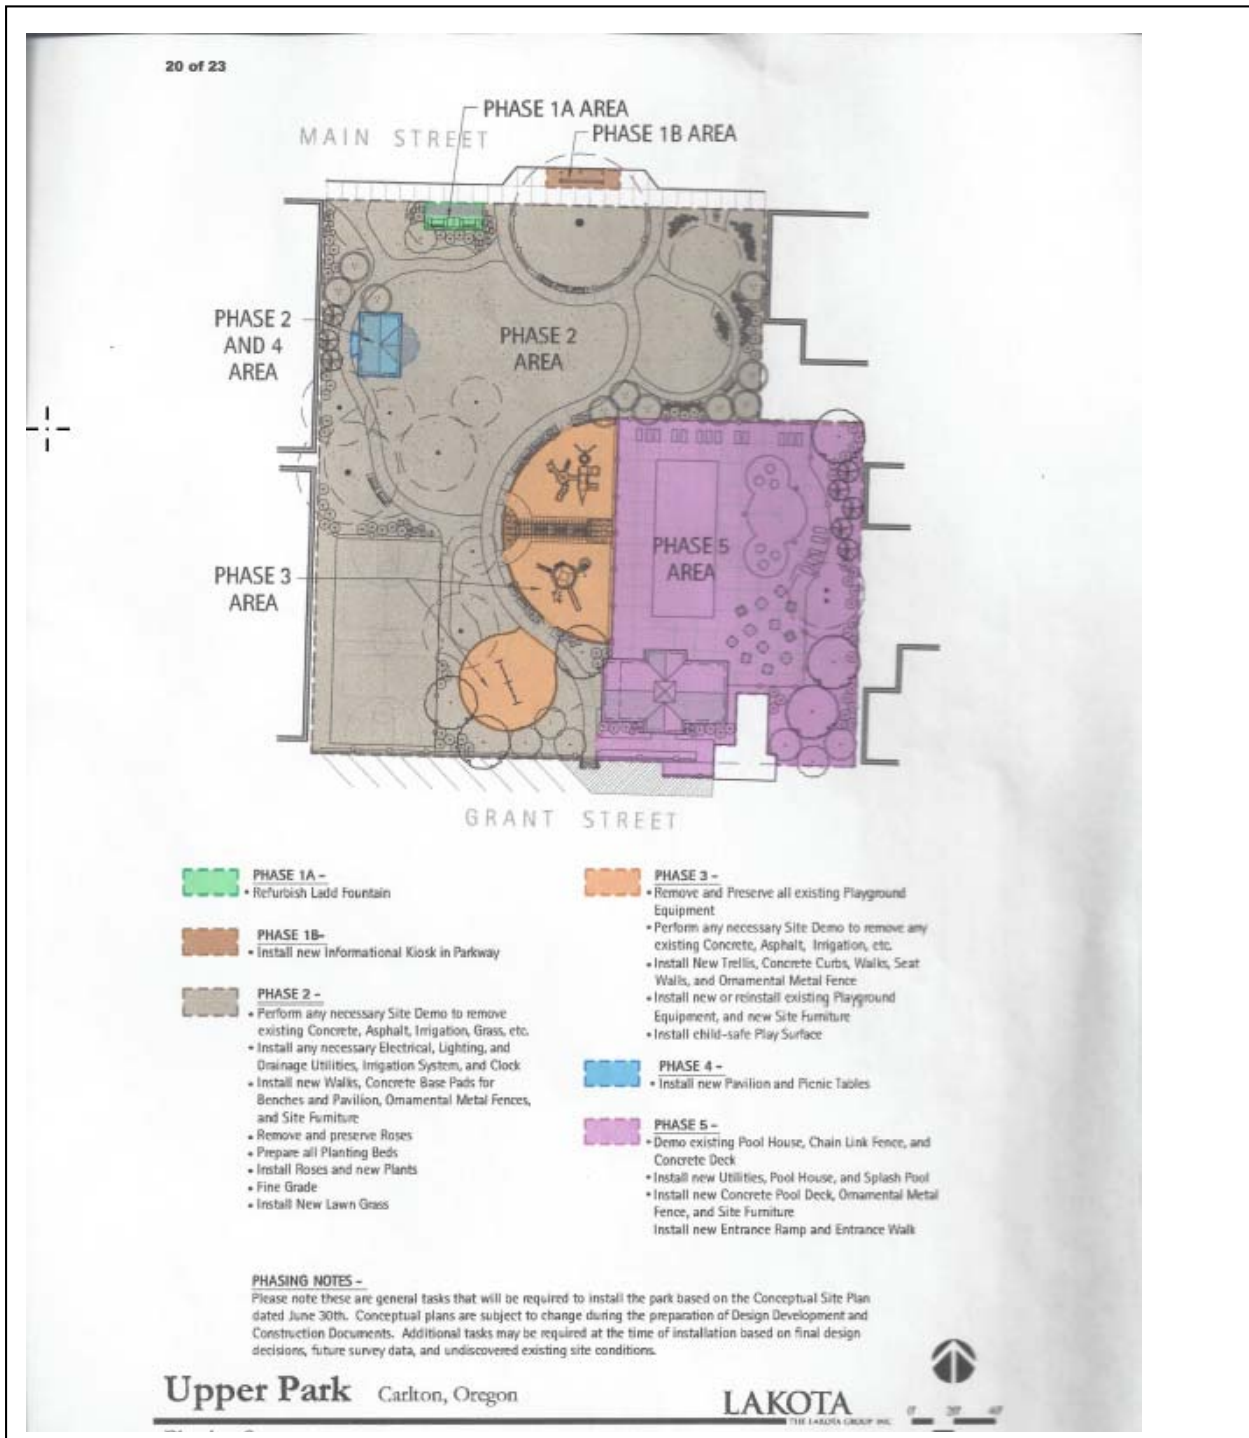 20 of 23
PHASE 1A AREA
MAIN STREET
PHASE 1B AREA
PHASE 2
AND 4
AREA
PHASE 2
AREA
PHASE 5
AREA
PHASE 3
AREA
GRANT STREET
PHASE 1A –
• Refurbish Ladd Fountain
PHASE 1B–
• Install new Informational Kiosk in Parkway
PHASE 2 –
• Perform any necessary Site Demo to remove
existing Concrete, Asphalt, Irrigation, Grass, etc.
• Install any necessary Electrical, Lighting, and
Drainage Utilities, Irrigation System, and Clock
• Install new Walks, Concrete Base Pads for
Benches and Pavilion, Ornamental Metal Fences,
and Site Furniture
• Remove and preserve Roses
• Prepare all Planting Beds
• Install Roses and new Plants
• Fine Grade
• Install New Lawn Grass
PHASE 3 –
• Remove and Preserve all existing Playground
Equipment
• Perform any necessary Site Demo to remove any
existing Concrete, Asphalt, Irrigation, etc.
• Install New Trellis, Concrete Curbs, Walks, Seat
Walls, and Ornamental Metal Fence
• Install new or reinstall existing Playground
Equipment, and new Site Furniture
• Install child-safe Play Surface
PHASE 4 –
• Install new Pavilion and Picnic Tables
PHASE 5 –
• Demo existing Pool House, Chain Link Fence, and
Concrete Deck
• Install new Utilities, Pool House, and Splash Pool
• Install new Concrete Pool Deck, Ornamental Metal
Fence, and Site Furniture
Install new Entrance Ramp and Entrance Walk
PHASING NOTES –
Please note these are general tasks that will be required to install the park based on the Conceptual Site Plan
dated June 30th. Conceptual plans are subject to change during the preparation of Design Development and
Construction Documents. Additional tasks may be required at the time of installation based on final design
decisions, future survey data, and undiscovered existing site conditions.
Upper Park Carlton, Oregon
LAKOTA
THE LAKOTA GROUP INC
0' 20' 40'